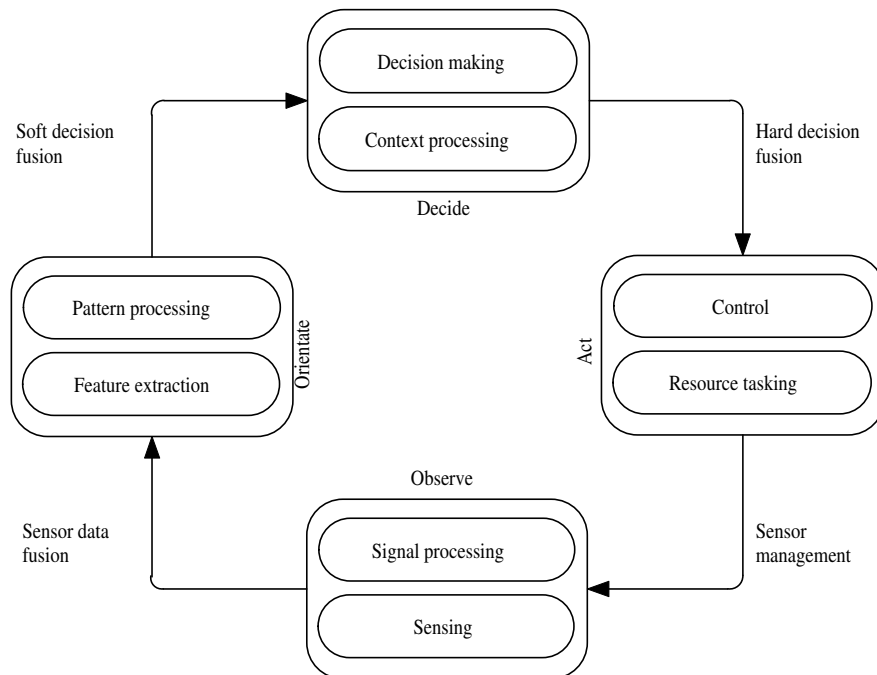 Decision making
Context processing
Decide
Soft decision
fusion
Hard decision
fusion
Pattern processing
Feature extraction
Orientate
Control
Resource tasking
Act
Observe
Signal processing
Sensing
Sensor data
fusion
Sensor
management